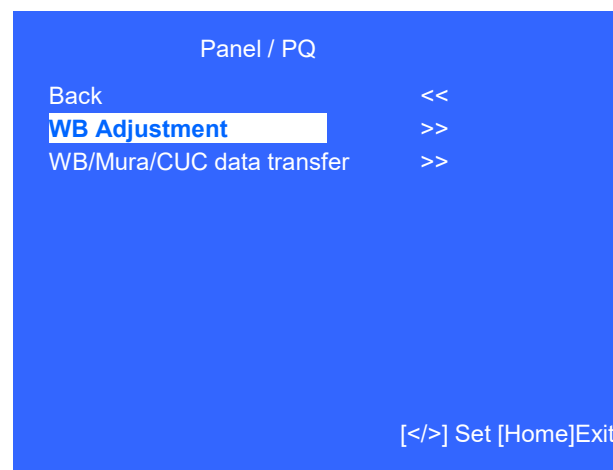 Panel / PQ
Back <<
WB Adjustment >>
WB/Mura/CUC data transfer >>
[</>] Set [Home]Exit